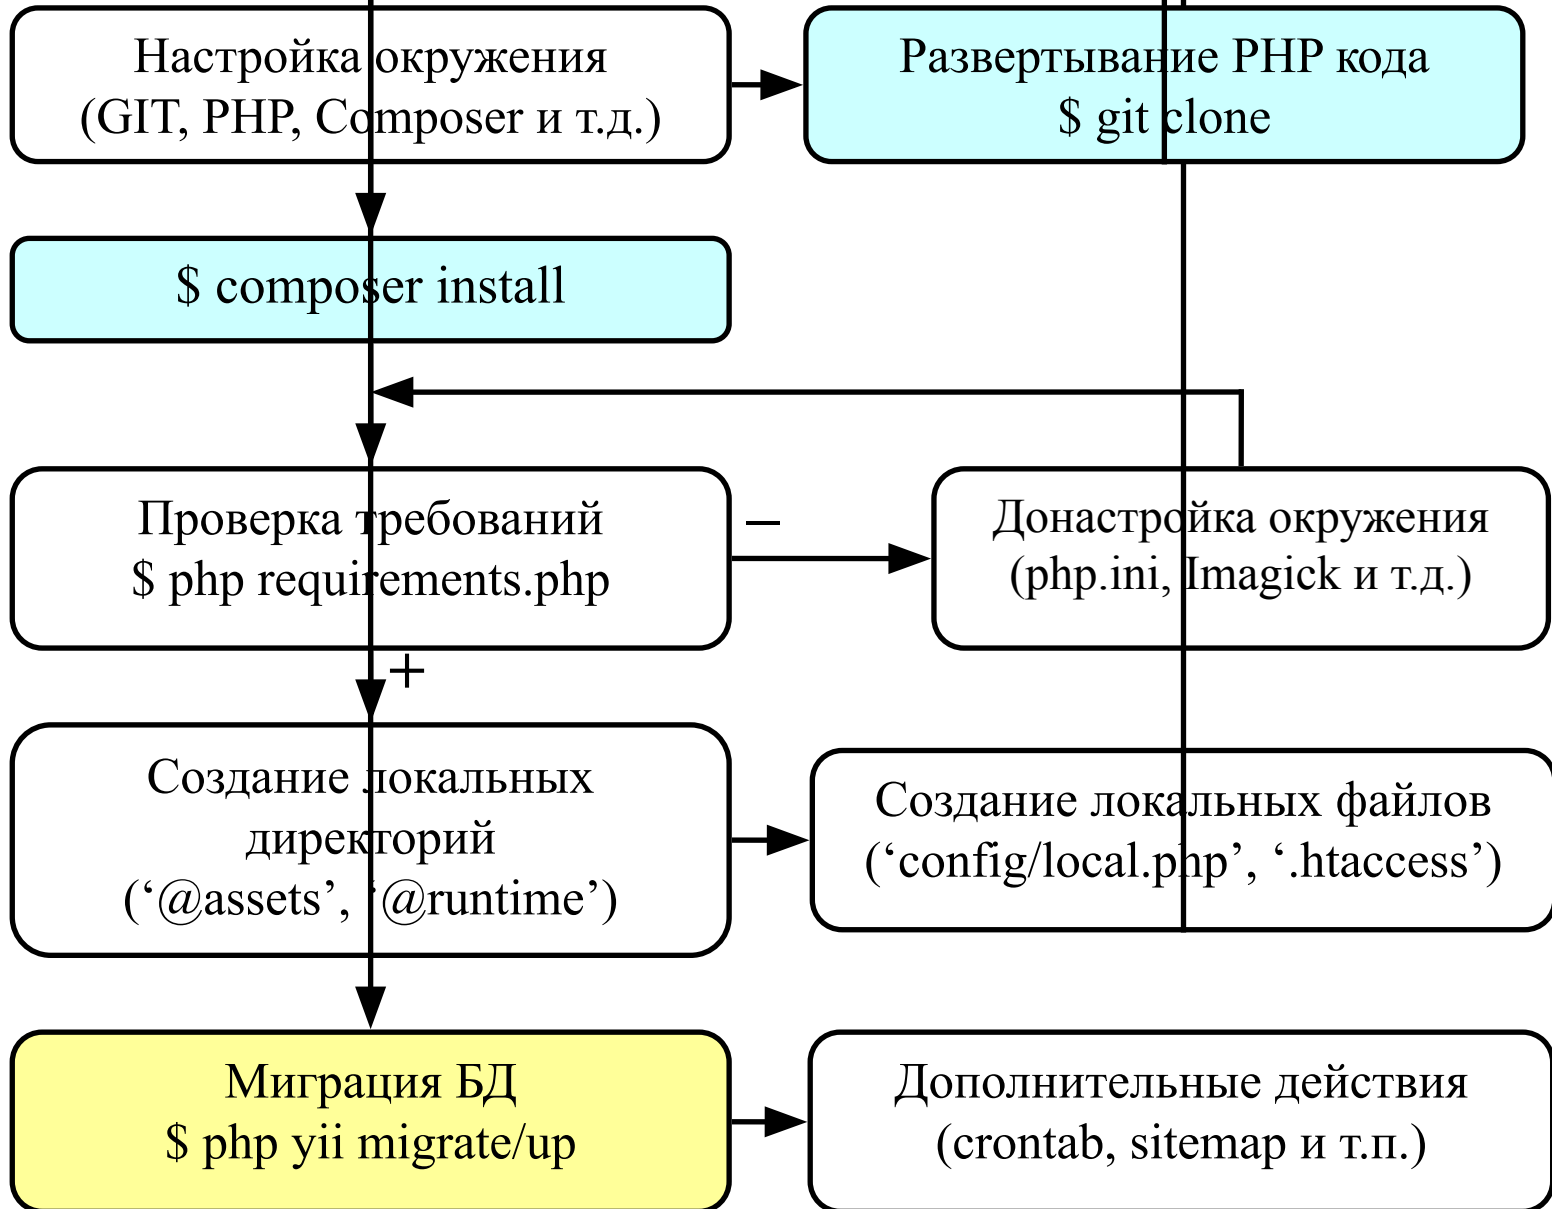 Настройка окружения
(GIT, PHP, Composer и т.д.)
Развертывание PHP кода
$ git clone
$ composer install
Проверка требований
$ php requirements.php
–
Донастройка окружения
(php.ini, Imagick и т.д.)
+
Создание локальных
директорий
(‘@assets’, ‘@runtime’)
Создание локальных файлов
(‘config/local.php’, ‘.htaccess’)
Миграция БД
$ php yii migrate/up
Дополнительные действия
(crontab, sitemap и т.п.)